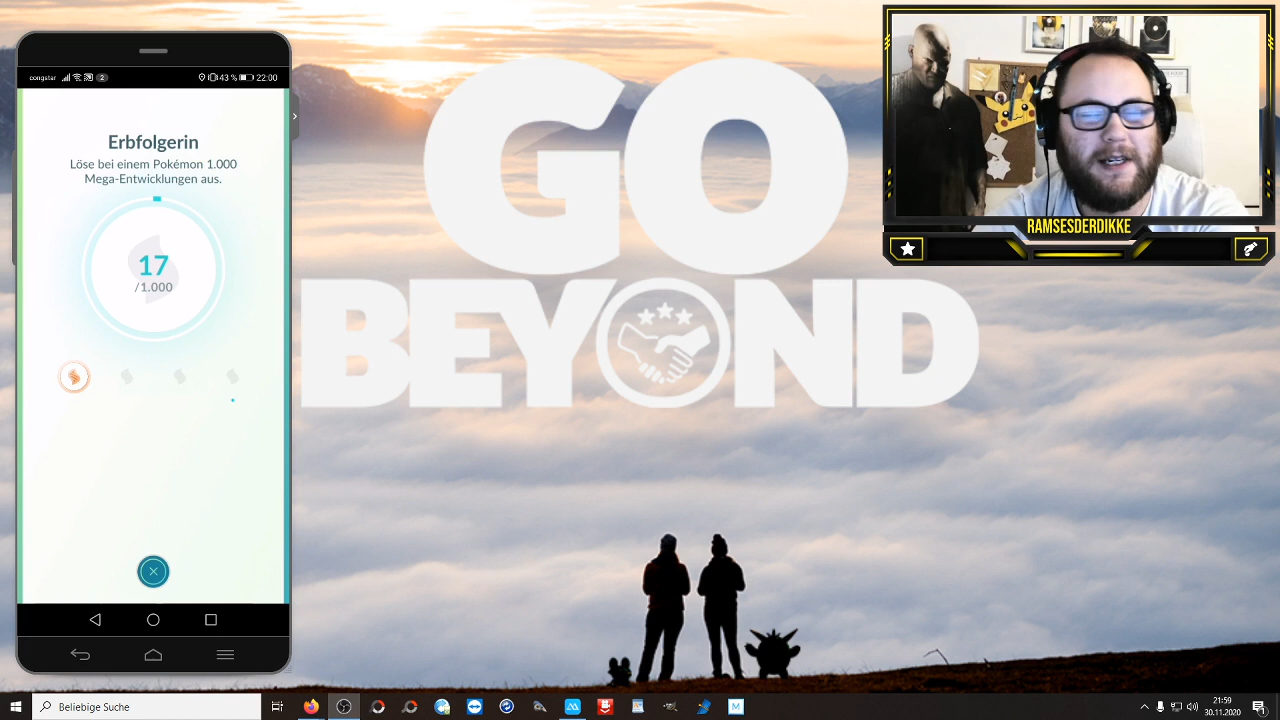 congstar
2
43 %
22:00
Erbfolgerin
Löse bei einem Pokémon 1.000
Mega-Entwicklungen aus.
17
/1.000
GO
BEYOND
RAMSESDERDIKKE
Beliebige Suche
21:59
30.11.2020